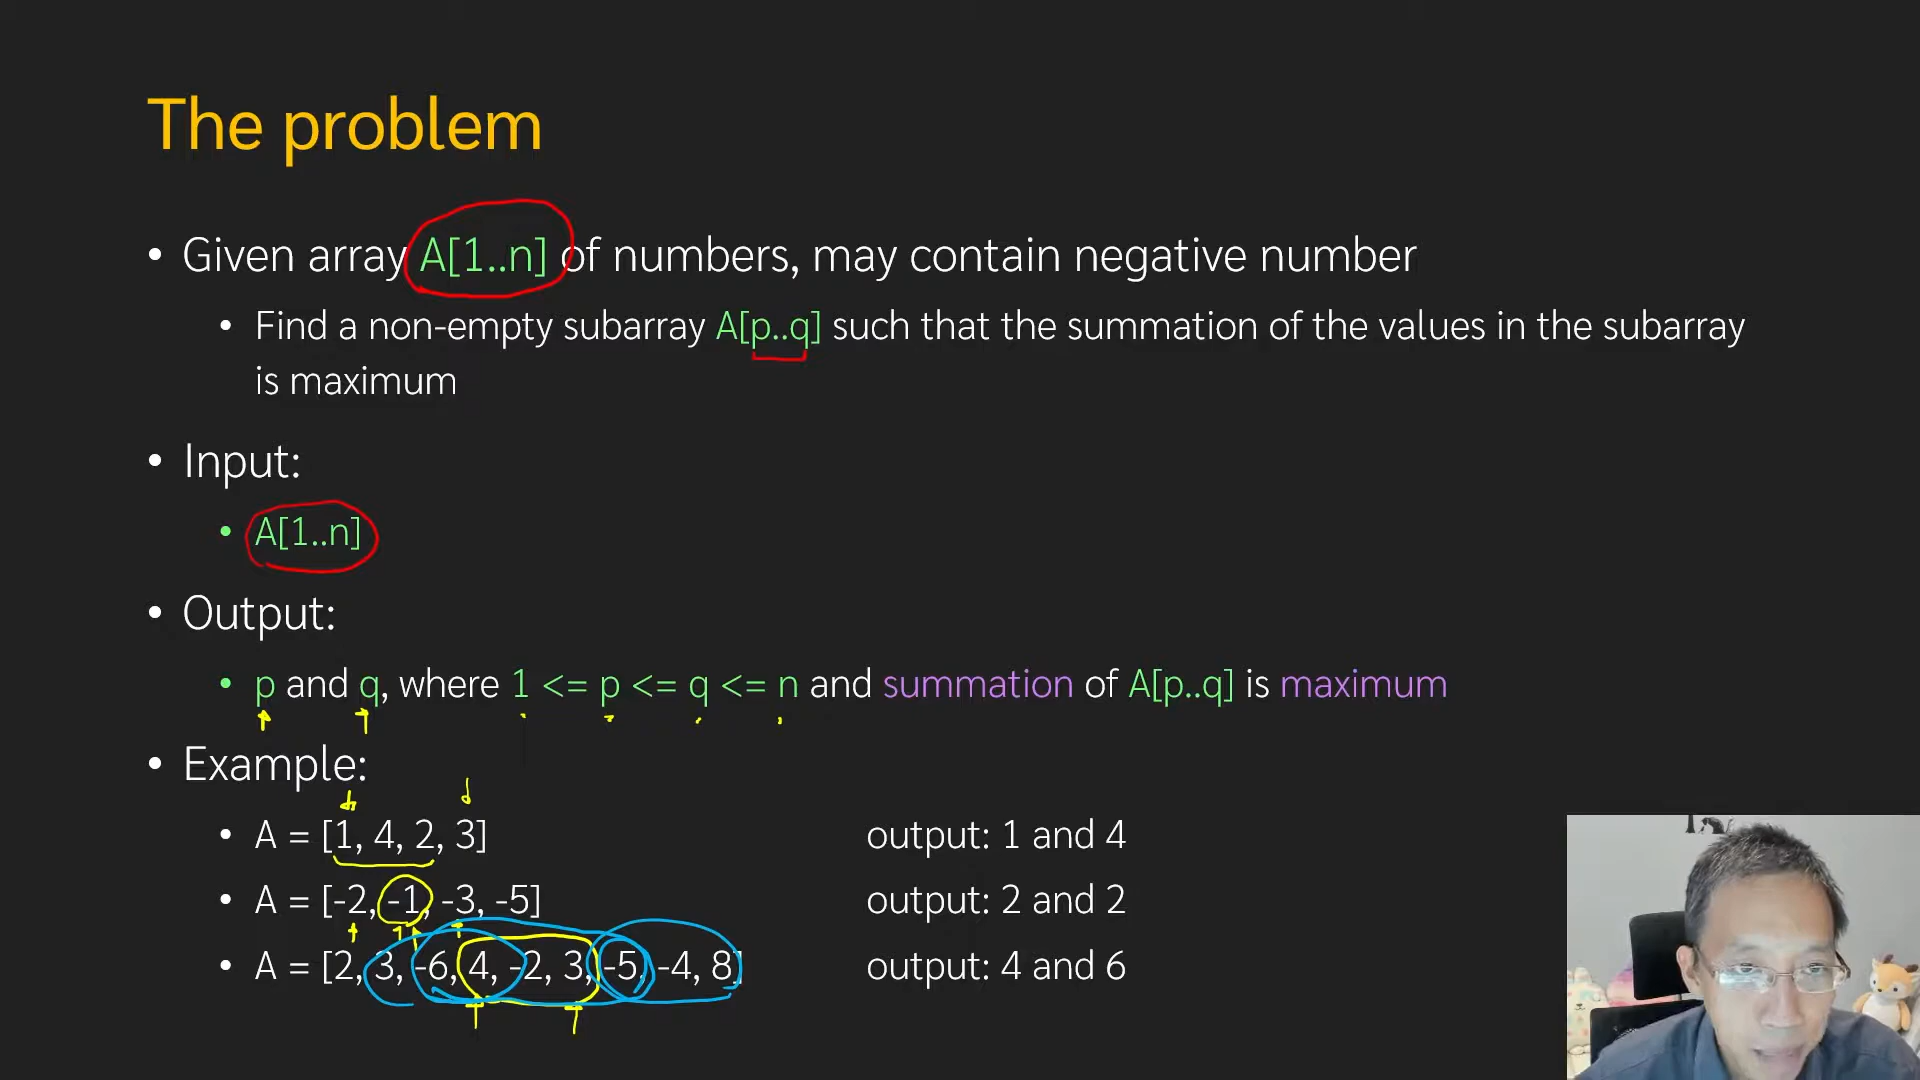 The problem
• Given array A[1..n] of numbers, may contain negative number
• Find a non-empty subarray A[p..q] such that the summation of the values in the subarray
is maximum
• Input:
• A[1..n]
• Output:
• p and q, where 1 <= p <= q <= n and summation of A[p..q] is maximum
• Example:
• A = [1, 4, 2, 3] output: 1 and 4
• A = [-2, -1, -3, -5] output: 2 and 2
• A = [2, 3, -6, 4, -2, 3, -5, -4, 8] output: 4 and 6